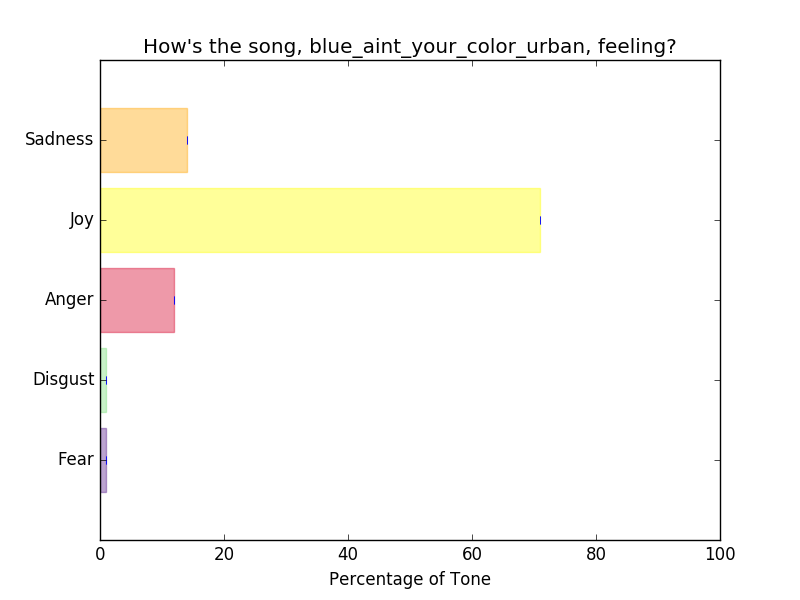 How's the song, blue_aint_your_color_urban, feeling?
Sadness
Joy
Anger
Disgust
Fear
0 20 40 60 80 100
Percentage of Tone